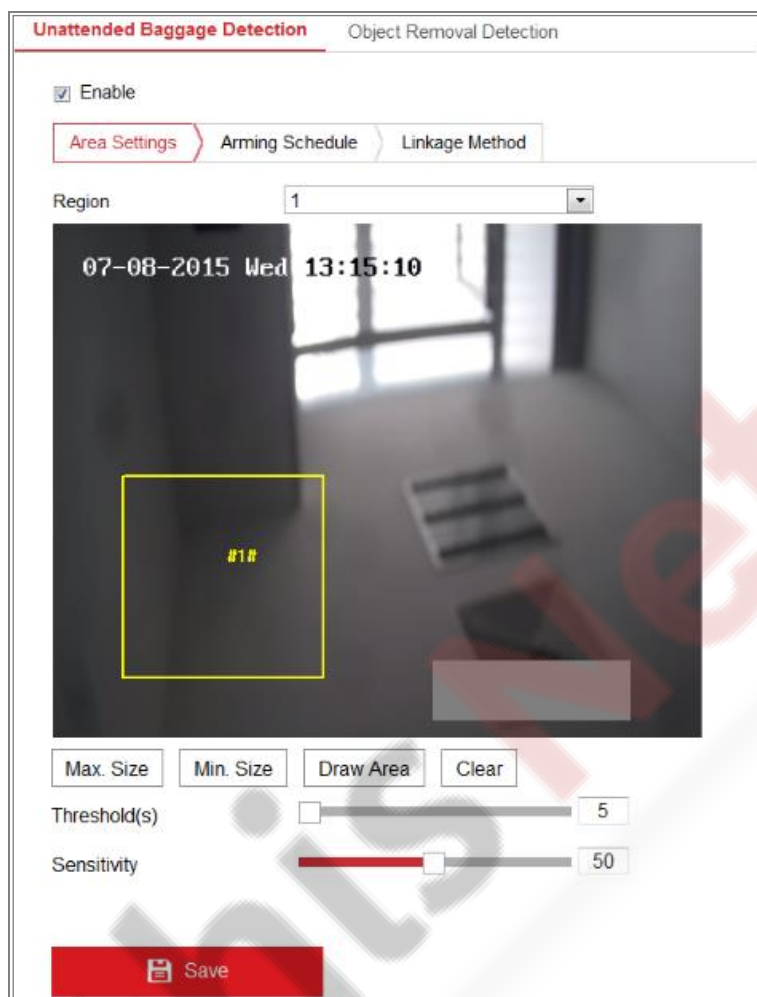 Unattended Baggage Detection Object Removal Detection
Enable
Area Settings Arming Schedule Linkage Method
Region 1
07-08-2015 Wed 13:15:10
#1#
Max. Size Min. Size Draw Area Clear
Threshold(s) 5
Sensitivity 50
Save
hisNet